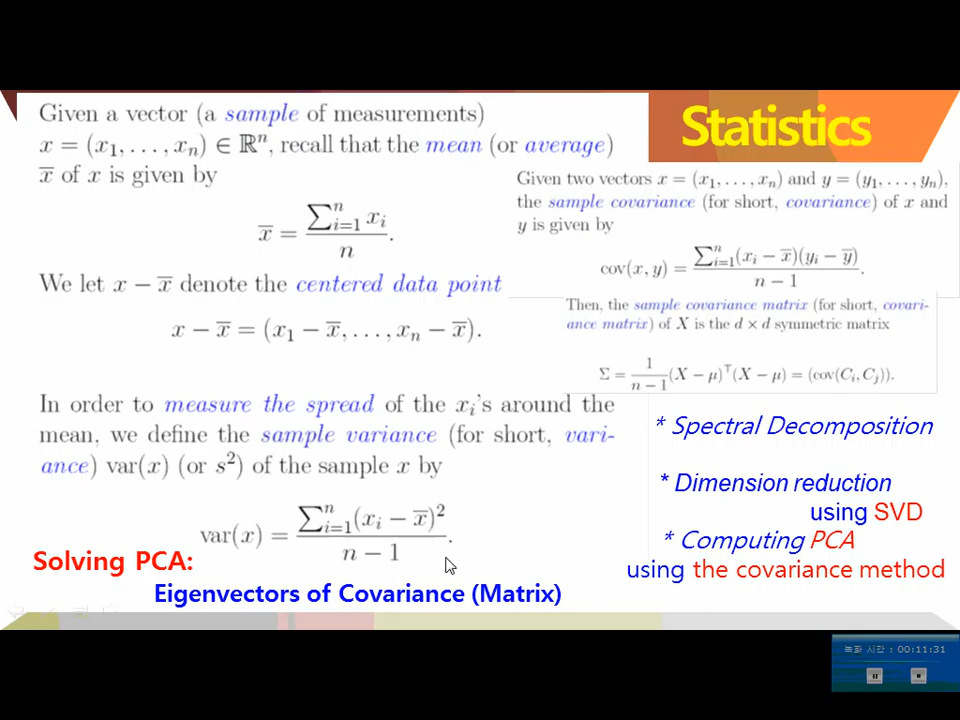 Given a vector (a sample of measurements)
x = (x₁, . . . , xₙ) ∈ ℝⁿ, recall that the mean (or average)
x̅ of x is given by
x̅ = ∑ⁿᵢ₌₁ xᵢ / n .
We let x − x̅ denote the centered data point
x − x̅ = (x₁ − x̅, . . . , xₙ − x̅).
In order to measure the spread of the xᵢ's around the
mean, we define the sample variance (for short, vari-
ance) var(x) (or s²) of the sample x by
var(x) = ∑ⁿᵢ₌₁(xᵢ − x̅)² / n − 1 .
Solving PCA:
Eigenvectors of Covariance (Matrix)
Statistics
Given two vectors x = (x₁, . . . , xₙ) and y = (y₁, . . . , yₙ),
the sample covariance (for short, covariance) of x and
y is given by
cov(x, y) = ∑ⁿᵢ₌₁(xᵢ − x̅)(yᵢ − y̅) / n − 1 .
Then, the sample covariance matrix (for short, covari-
ance matrix) of X is the d × d symmetric matrix
Σ = 1 / n − 1 (X − μ)ᵀ(X − μ) = (cov(Cᵢ, Cⱼ)).
* Spectral Decomposition
* Dimension reduction
using SVD
* Computing PCA
using the covariance method
녹화 시간 : 00:11:31